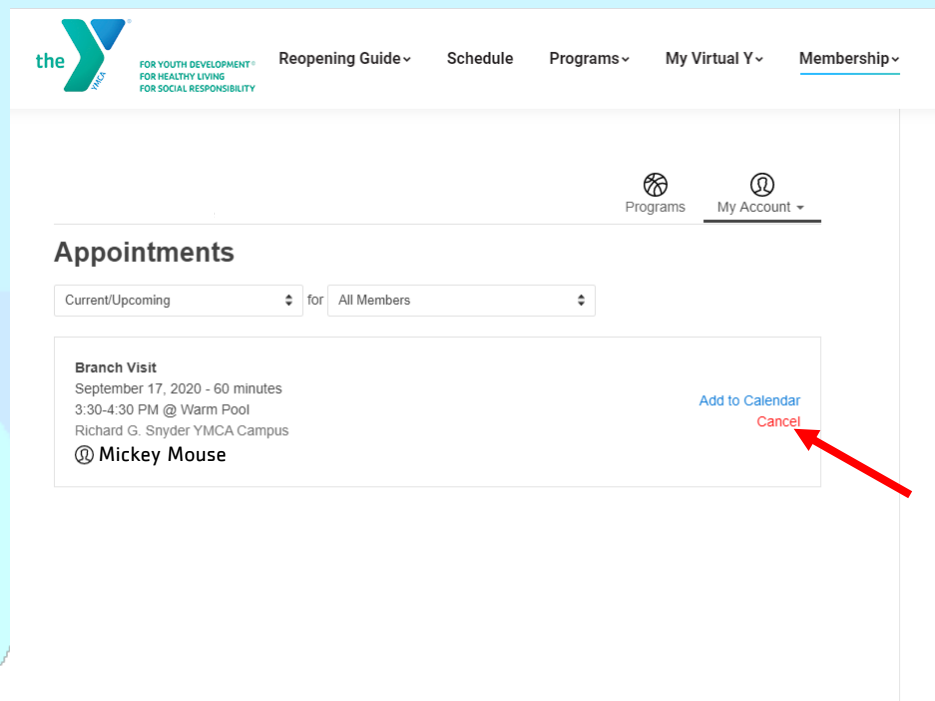 the
YMCA
FOR YOUTH DEVELOPMENT®
FOR HEALTHY LIVING
FOR SOCIAL RESPONSIBILITY
Reopening Guide
Schedule
Programs
My Virtual Y
Membership
Programs
My Account
Appointments
Current/Upcoming for All Members
Branch Visit
September 17, 2020 - 60 minutes
3:30-4:30 PM @ Warm Pool
Richard G. Snyder YMCA Campus
Mickey Mouse
Add to Calendar
Cancel